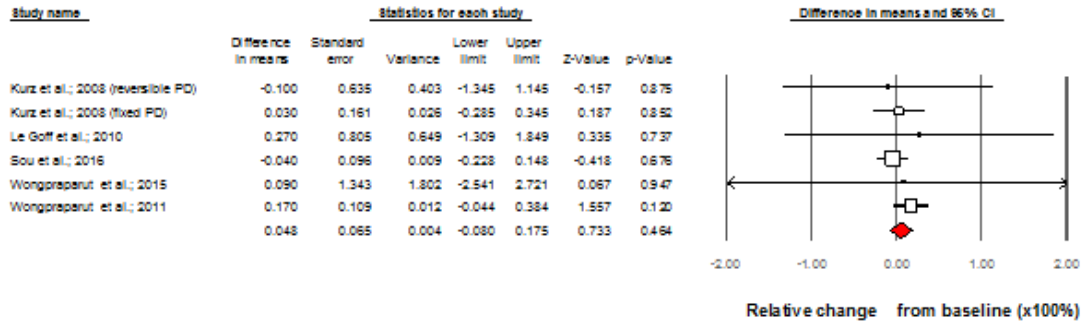 Study name Statistics for each study Difference in means and 95% CI
Difference Standard Lower Upper
in means error Variance limit limit Z-Value p-Value
Kurz et al.; 2008 (reversible PD) -0.100 0.635 0.403 -1.345 1.145 -0.157 0.875
Kurz et al.; 2008 (fixed PD) 0.030 0.161 0.026 -0.285 0.345 0.187 0.852
Le Goff et al.; 2010 0.270 0.805 0.649 -1.309 1.849 0.335 0.737
Sou et al.; 2016 -0.040 0.096 0.009 -0.228 0.148 -0.418 0.676
Wongpraparut et al.; 2015 0.090 1.343 1.802 -2.541 2.721 0.067 0.947
Wongpraparut et al.; 2011 0.170 0.109 0.012 -0.044 0.384 1.557 0.120
0.048 0.065 0.004 -0.080 0.175 0.733 0.464
-2.00 -1.00 0.00 1.00 2.00
Relative change from baseline (x100%)